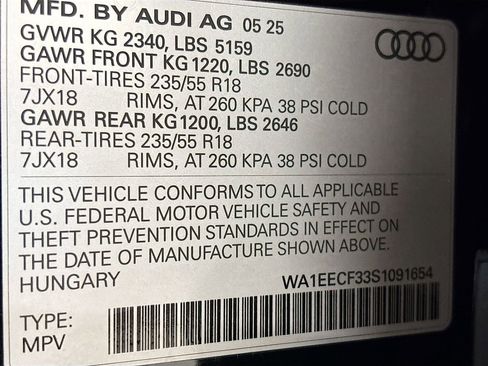 MFD. BY AUDI AG 05 25
GVWR KG 2340, LBS 5159
GAWR FRONT KG 1220, LBS 2690
FRONT-TIRES 235/55 R18
7JX18 RIMS, AT 260 KPA 38 PSI COLD
GAWR REAR KG 1200, LBS 2646
REAR-TIRES 235/55 R18
7JX18 RIMS, AT 260 KPA 38 PSI COLD
THIS VEHICLE CONFORMS TO ALL APPLICABLE
U.S. FEDERAL MOTOR VEHICLE SAFETY AND
THEFT PREVENTION STANDARDS IN EFFECT ON
THE DATE OF MANUFACTURE SHOWN ABOVE.
HUNGARY WA1EECF33S1091654
TYPE:
MPV